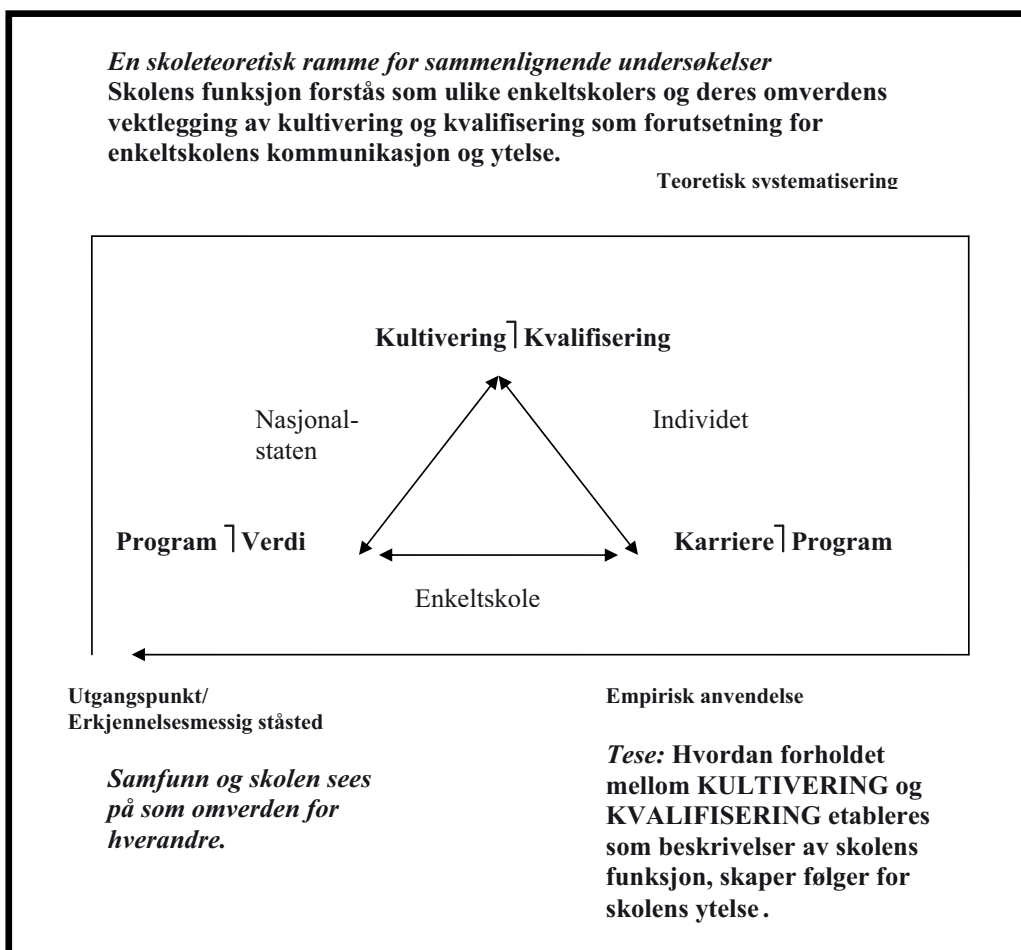 En skoleteoretisk ramme for sammenlignende undersøkelser
Skolens funksjon forstås som ulike enkeltskolers og deres omverdens
vektlegging av kultivering og kvalifisering som forutsetning for
enkeltskolens kommunikasjon og ytelse.
Teoretisk systematisering
Kultivering ⌉ Kvalifisering
Nasjonal-
staten
Individet
Program ⌉ Verdi
Karriere ⌉ Program
Enkeltskole
Utgangspunkt/
Erkjennelsesmessig ståsted
Samfunn og skolen sees
på som omverden for
hverandre.
Empirisk anvendelse
Tese: Hvordan forholdet
mellom KULTIVERING og
KVALIFISERING etableres
som beskrivelser av skolens
funksjon, skaper følger for
skolens ytelse.